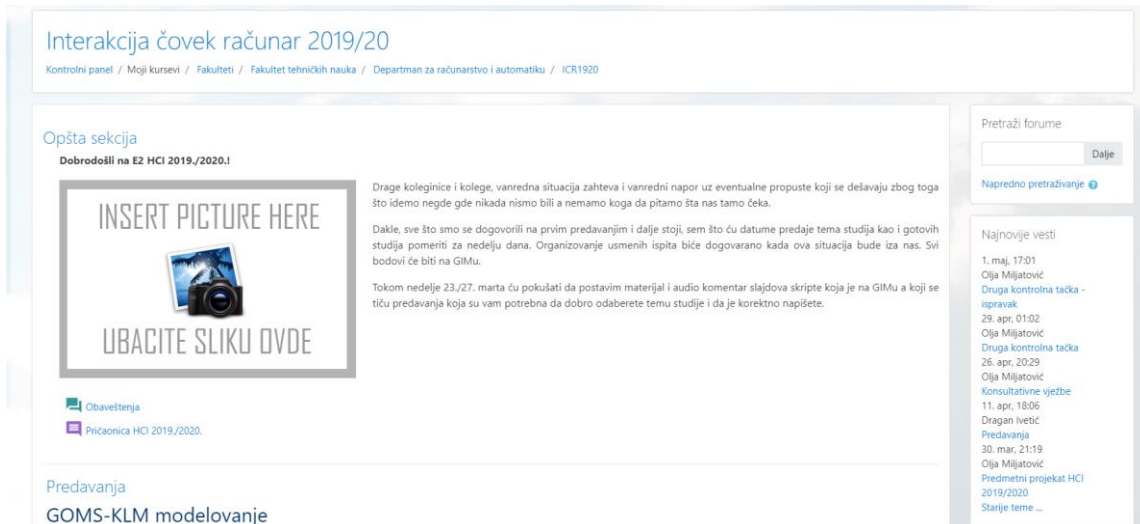 Interakcija čovek računar 2019/20
Kontrolni panel / Moji kursevi / Fakulteti / Fakultet tehničkih nauka / Departman za računarstvo i automatiku / ICR1920
Opšta sekcija
Dobrodošli na E2 HCI 2019./2020.!
INSERT PICTURE HERE
UBACITE SLIKU OVDE
Drage koleginice i kolege, vanredna situacija zahteva i vanredni napor uz eventualne propuste koji se dešavaju zbog toga
što idemo negde gde nikada nismo bili a nemamo koga da pitamo šta nas tamo čeka.
Dakle, sve što smo se dogovorili na prvim predavanjim i dalje stoji, sem što ću datume predaje tema studija kao i gotovih
studija pomeriti za nedelju dana. Organizovanje usmenih ispita biće dogovarano kada ova situacija bude iza nas. Svi
bodovi će biti na GIMu.
Tokom nedelje 23./27. marta ću pokušati da postavim materijal i audio komentar slajdova skripte koja je na GIMu a koji se
tiču predavanja koja su vam potrebna da dobro odaberete temu studije i da je korektno napišete.
Obaveštenja
Pričaonica HCI 2019./2020.
Predavanja
GOMS-KLM modelovanje
Pretraži forume
Dalje
Napredno pretraživanje
Najnovije vesti
1. maj, 17:01
Olja Miljatović
Druga kontrolna tačka -
ispravak
29. apr, 01:02
Olja Miljatović
Druga kontrolna tačka
26. apr, 20:29
Olja Miljatović
Konsultativne vježbe
11. apr, 18:06
Dragan Ivetić
Predavanja
30. mar, 21:19
Olja Miljatović
Predmetni projekat HCI
2019/2020
Starije teme ...